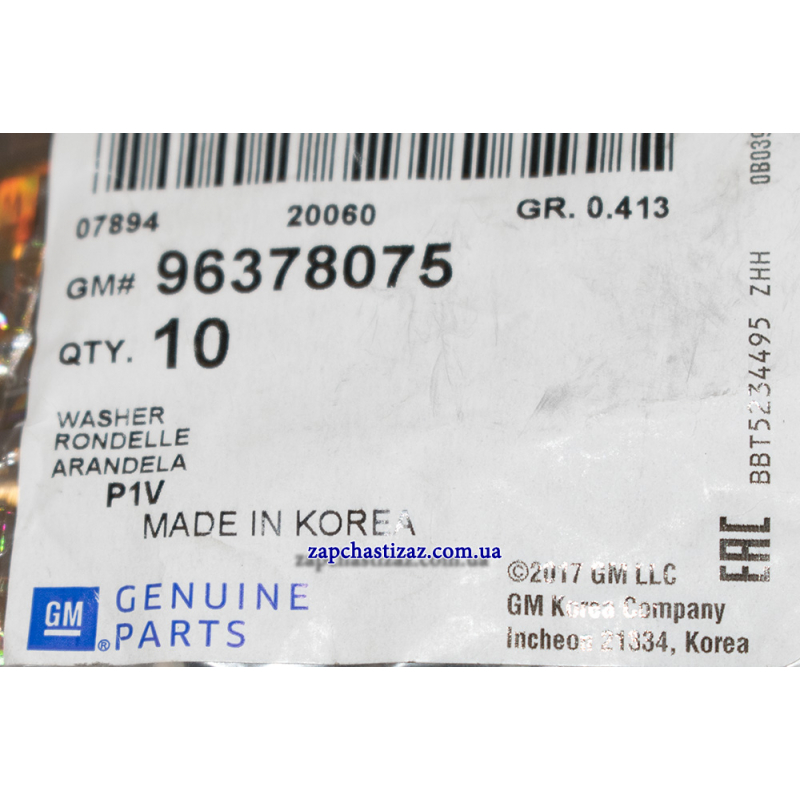 07894 20060 GR. 0.413
GM# 96378075
QTY. 10
WASHER
RONDELLE
ARANDELA
P1V
MADE IN KOREA
zapchastizaz.com.ua
GM GENUINE
PARTS
®
©2017 GM LLC
GM Korea Company
Incheon 21334, Korea
BBT5234495 ZHH 0B039
EAC